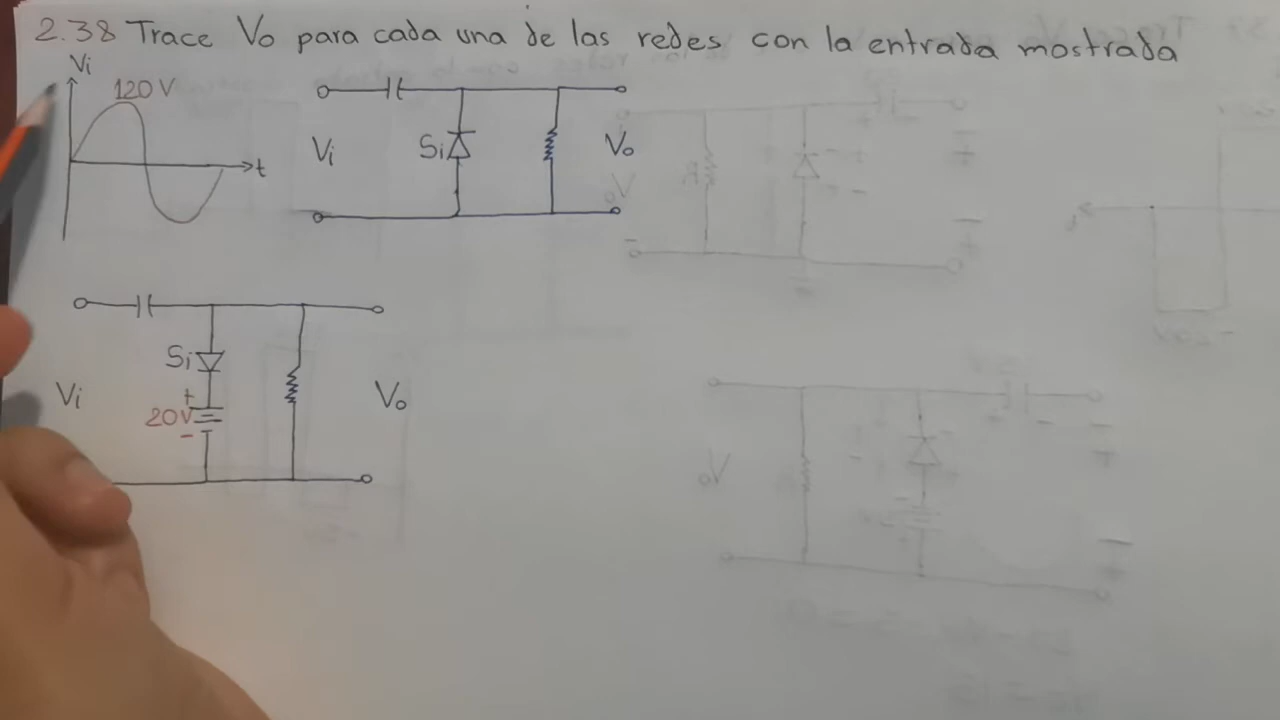 2.38 Trace Vo para cada una de las redes con la entrada mostrada
Vi
120 V
t
Vi
Si
Vo
Si
Vi
+
20V
-
Vo